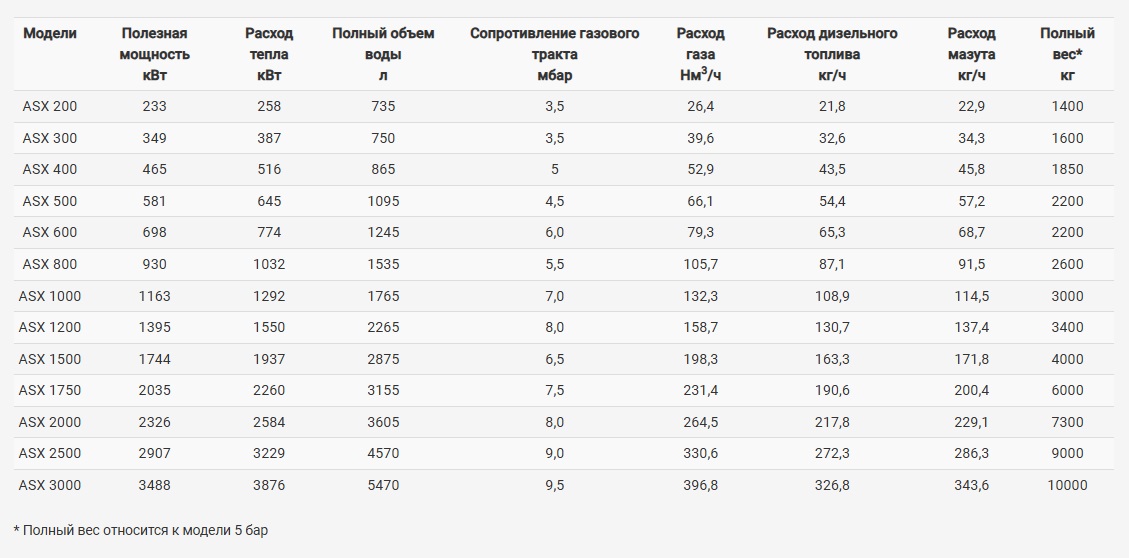 Модели Полезная мощность кВт Расход тепла кВт Полный объем воды л Сопротивление газового тракта мбар Расход газа Нм³/ч Расход дизельного топлива кг/ч Расход мазута кг/ч Полный вес* кг
ASX 200 233 258 735 3,5 26,4 21,8 22,9 1400
ASX 300 349 387 750 3,5 39,6 32,6 34,3 1600
ASX 400 465 516 865 5 52,9 43,5 45,8 1850
ASX 500 581 645 1095 4,5 66,1 54,4 57,2 2200
ASX 600 698 774 1245 6,0 79,3 65,3 68,7 2200
ASX 800 930 1032 1535 5,5 105,7 87,1 91,5 2600
ASX 1000 1163 1292 1765 7,0 132,3 108,9 114,5 3000
ASX 1200 1395 1550 2265 8,0 158,7 130,7 137,4 3400
ASX 1500 1744 1937 2875 6,5 198,3 163,3 171,8 4000
ASX 1750 2035 2260 3155 7,5 231,4 190,6 200,4 6000
ASX 2000 2326 2584 3605 8,0 264,5 217,8 229,1 7300
ASX 2500 2907 3229 4570 9,0 330,6 272,3 286,3 9000
ASX 3000 3488 3876 5470 9,5 396,8 326,8 343,6 10000
* Полный вес относится к модели 5 бар